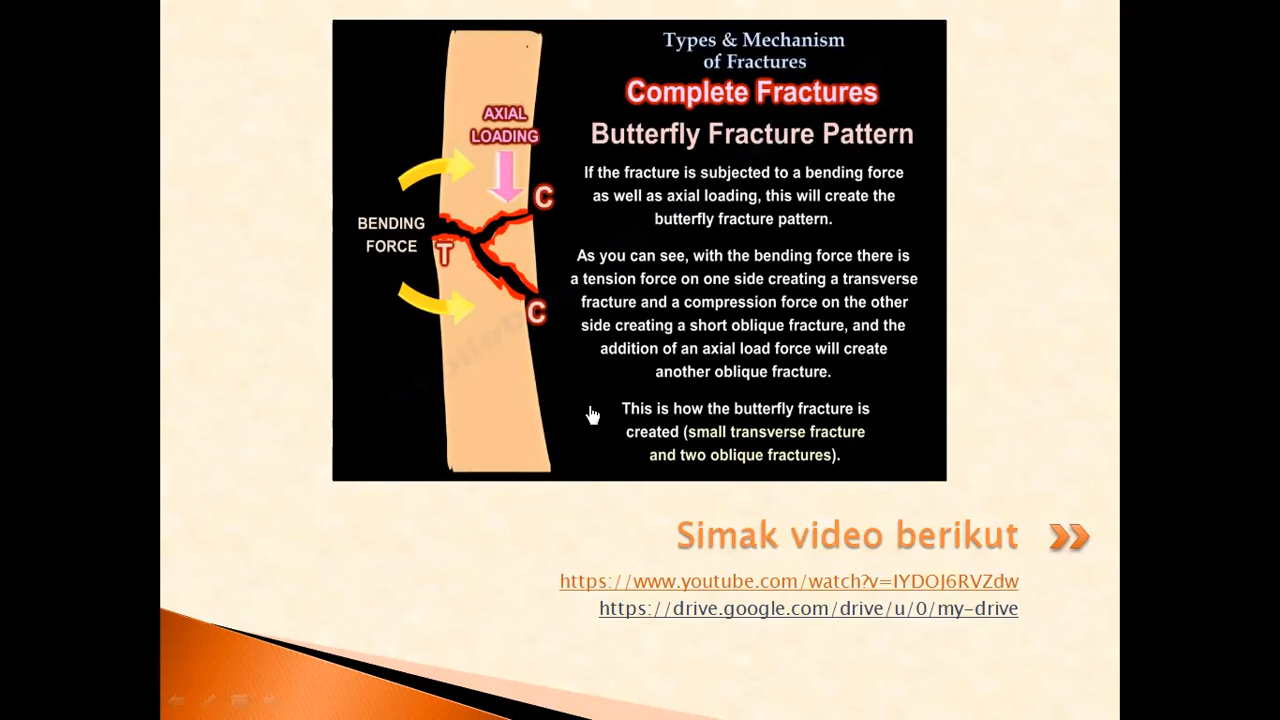 Types & Mechanism
of Fractures
Complete Fractures
Butterfly Fracture Pattern
AXIAL
LOADING
C
BENDING
FORCE
T
C
If the fracture is subjected to a bending force
as well as axial loading, this will create the
butterfly fracture pattern.
As you can see, with the bending force there is
a tension force on one side creating a transverse
fracture and a compression force on the other
side creating a short oblique fracture, and the
addition of an axial load force will create
another oblique fracture.
This is how the butterfly fracture is
created (small transverse fracture
and two oblique fractures).
Simak video berikut
https://www.youtube.com/watch?v=IYDOJ6RVZdw
https://drive.google.com/drive/u/0/my-drive